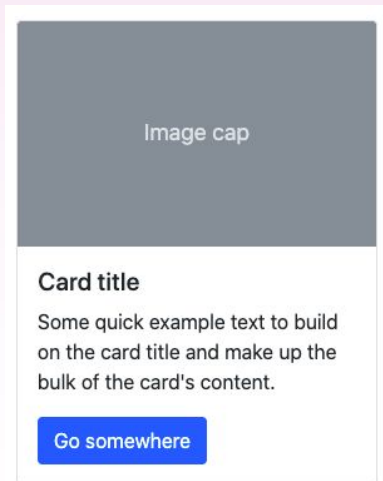 Image cap
Card title
Some quick example text to build
on the card title and make up the
bulk of the card's content.
Go somewhere